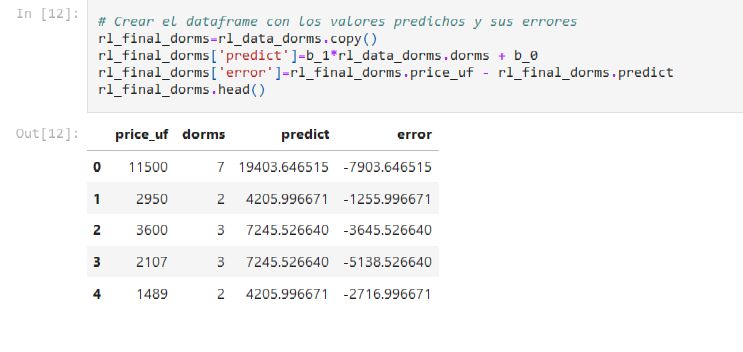 In [12]:
# Crear el dataframe con los valores predichos y sus errores
rl_final_dorms=rl_data_dorms.copy()
rl_final_dorms['predict']=b_1*rl_data_dorms.dorms + b_0
rl_final_dorms['error']=rl_final_dorms.price_uf - rl_final_dorms.predict
rl_final_dorms.head()
Out[12]:
price_uf dorms predict error
0 11500 7 19403.646515 -7903.646515
1 2950 2 4205.996671 -1255.996671
2 3600 3 7245.526640 -3645.526640
3 2107 3 7245.526640 -5138.526640
4 1489 2 4205.996671 -2716.996671